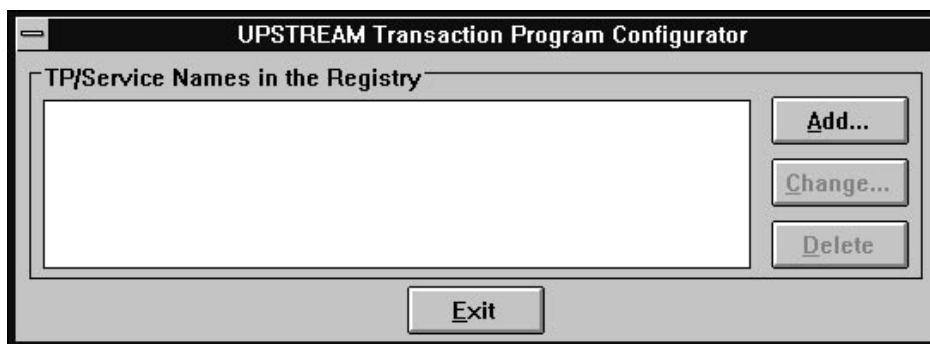 UPSTREAM Transaction Program Configurator
TP/Service Names in the Registry
Add...
Change...
Delete
Exit